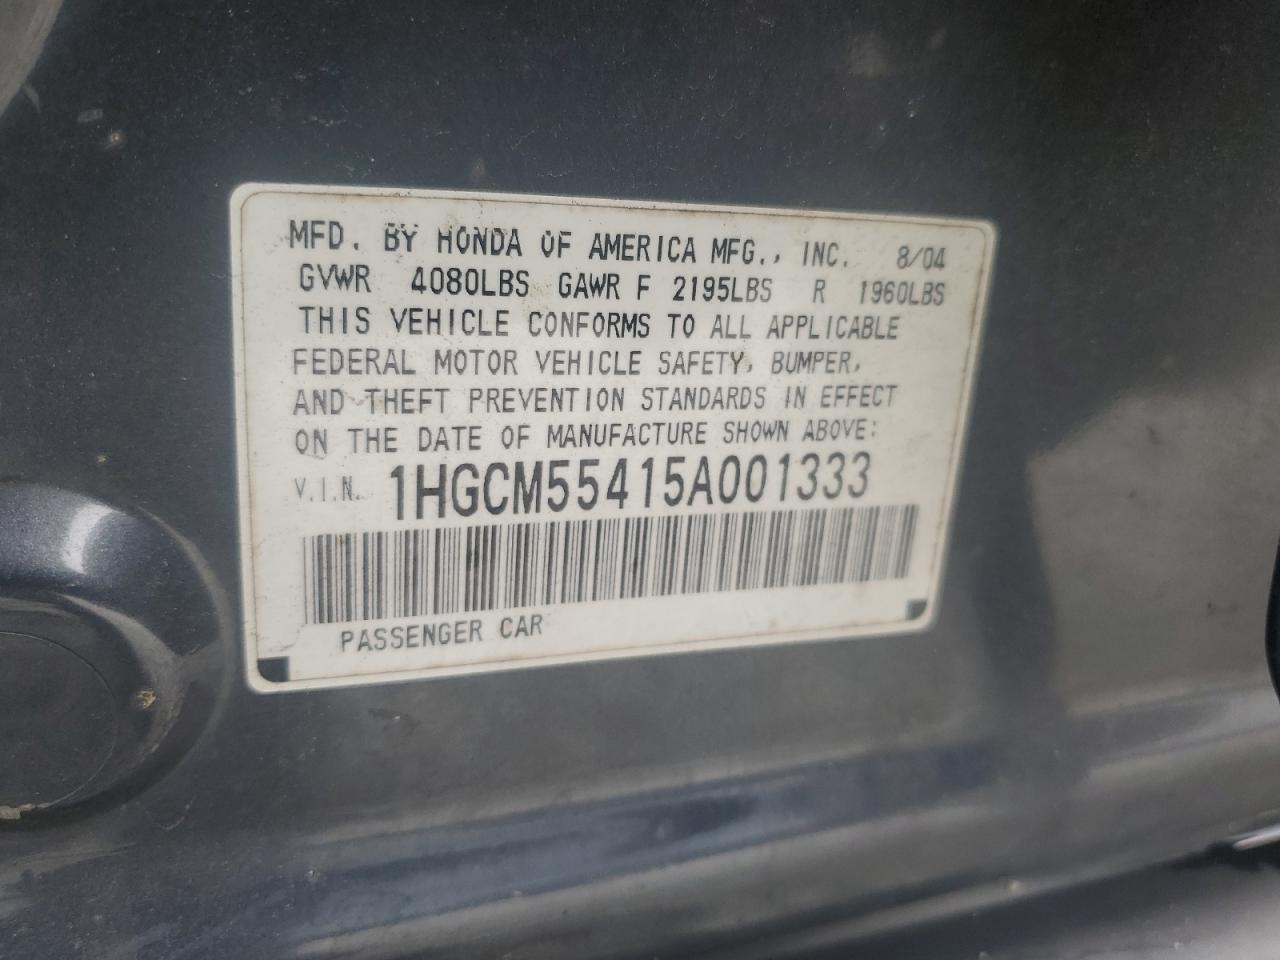 MFD. BY HONDA OF AMERICA MFG., INC. 8/04
GVWR 4080LBS GAWR F 2195LBS R 1960LBS
THIS VEHICLE CONFORMS TO ALL APPLICABLE
FEDERAL MOTOR VEHICLE SAFETY, BUMPER,
AND THEFT PREVENTION STANDARDS IN EFFECT
ON THE DATE OF MANUFACTURE SHOWN ABOVE:
V.I.N. 1HGCM55415A001333
PASSENGER CAR